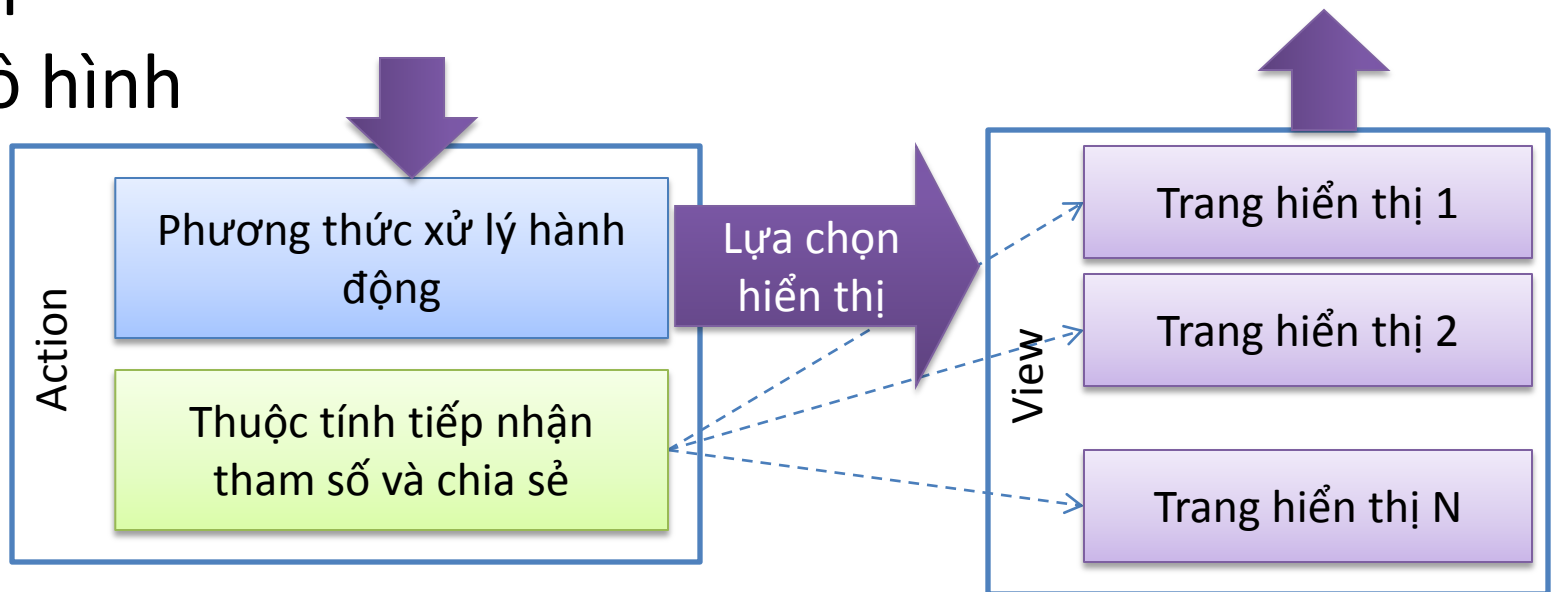 hình
Action
Phương thức xử lý hành
động
Thuộc tính tiếp nhận
tham số và chia sẻ
Lựa chọn
hiển thị
View
Trang hiển thị 1
Trang hiển thị 2
Trang hiển thị N